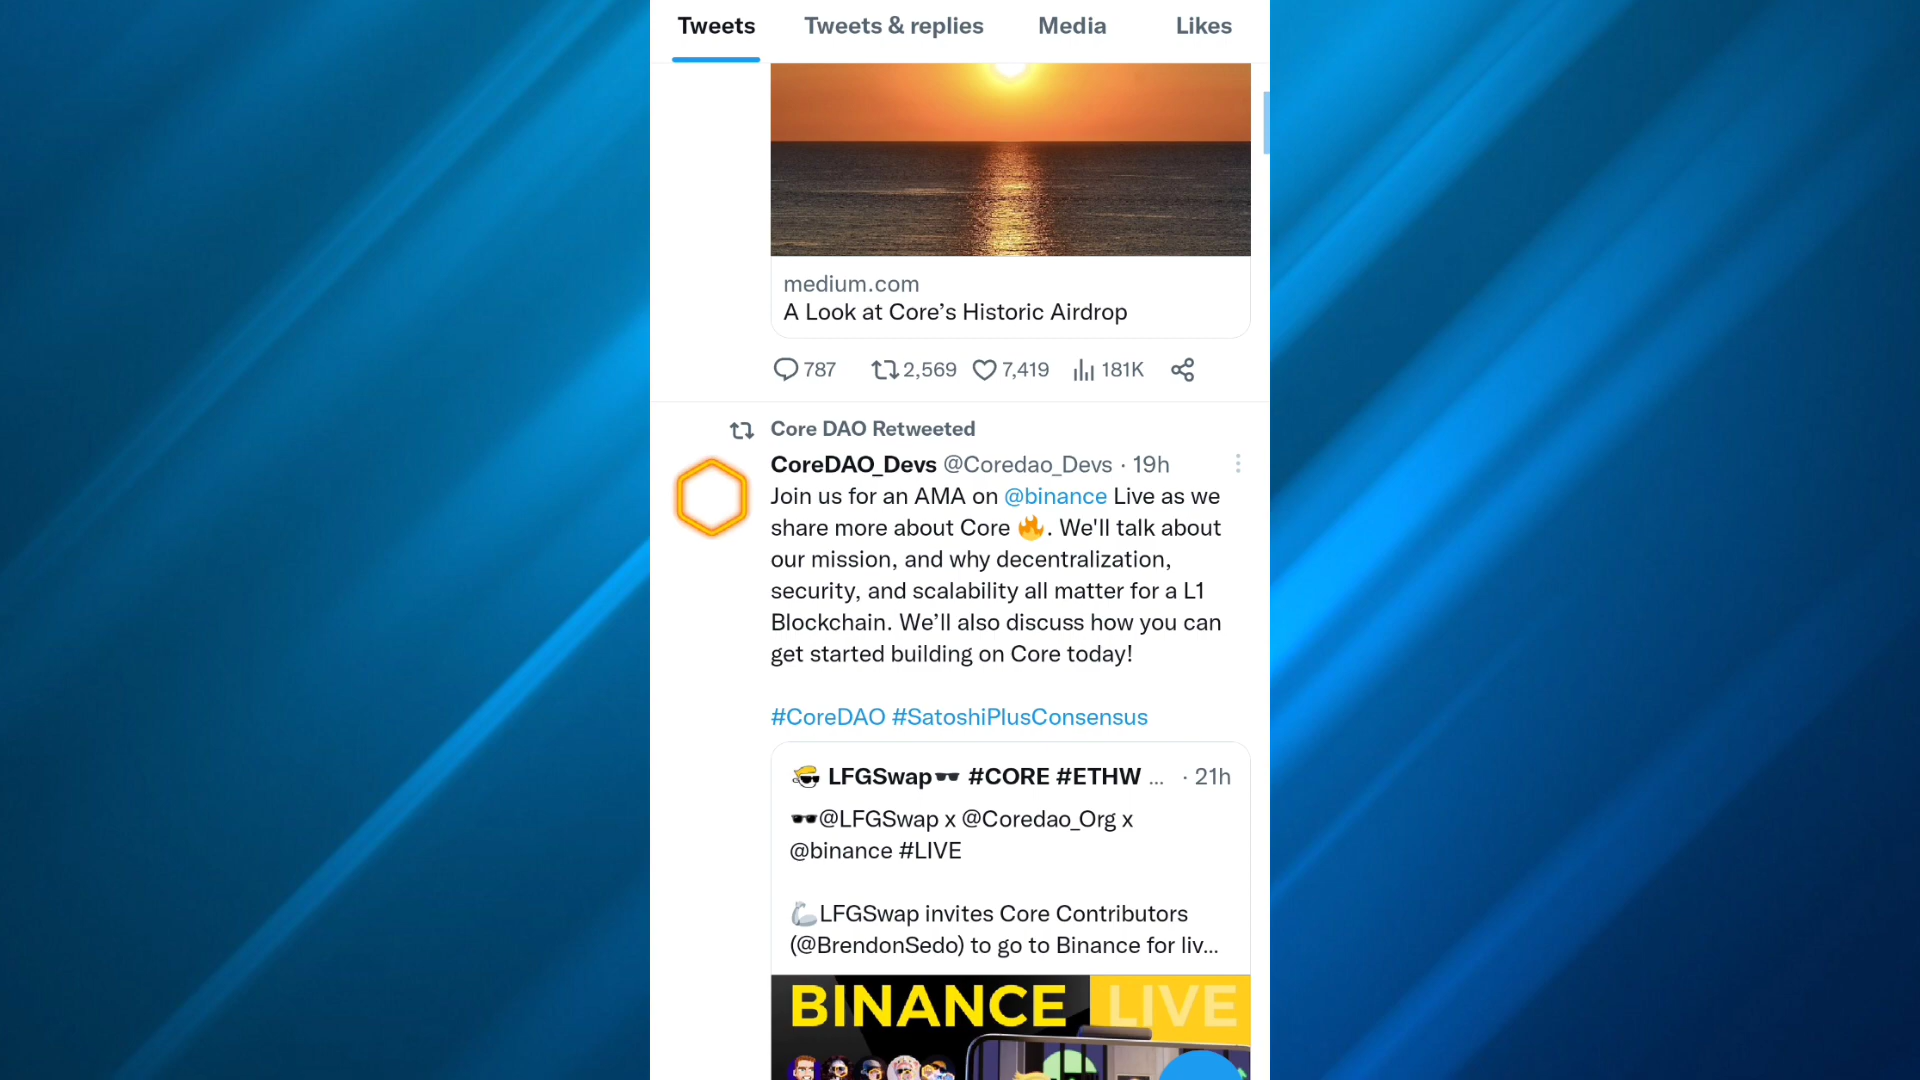 Tweets Tweets & replies Media Likes
medium.com
A Look at Core’s Historic Airdrop
787 2,569 7,419 181K
Core DAO Retweeted
CoreDAO_Devs @Coredao_Devs · 19h
Join us for an AMA on @binance Live as we
share more about Core 🔥. We'll talk about
our mission, and why decentralization,
security, and scalability all matter for a L1
Blockchain. We’ll also discuss how you can
get started building on Core today!
#CoreDAO #SatoshiPlusConsensus
LFGSwap🕶️ #CORE #ETHW ... · 21h
🕶️@LFGSwap x @Coredao_Org x
@binance #LIVE
🦾LFGSwap invites Core Contributors
(@BrendonSedo) to go to Binance for liv...
BINANCE LIVE